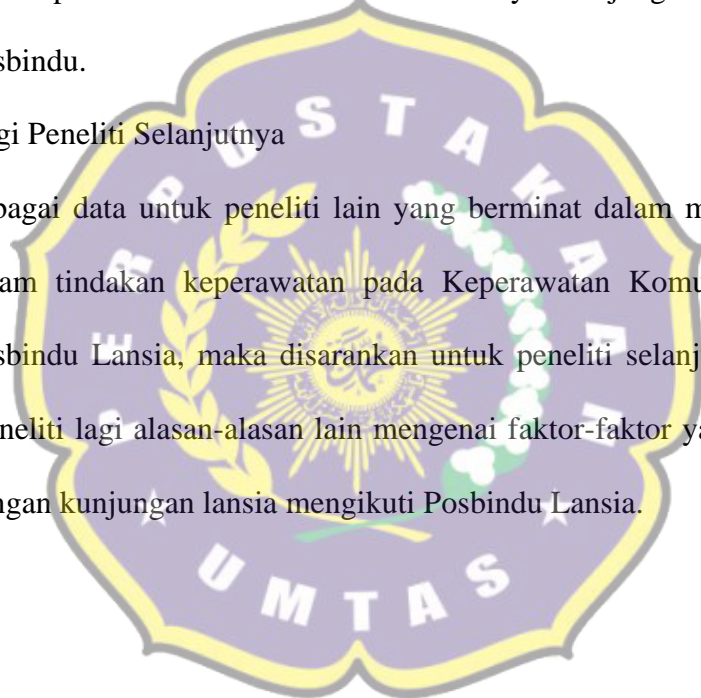 sbindu.
gi Peneliti Selanjutnya
bagai data untuk peneliti lain yang berminat dalam m
am tindakan keperawatan pada Keperawatan Komu
sbindu Lansia, maka disarankan untuk peneliti selanj
neliti lagi alasan-alasan lain mengenai faktor-faktor ya
ngan kunjungan lansia mengikuti Posbindu Lansia.
PERPUSTAKAAN
UMTAS